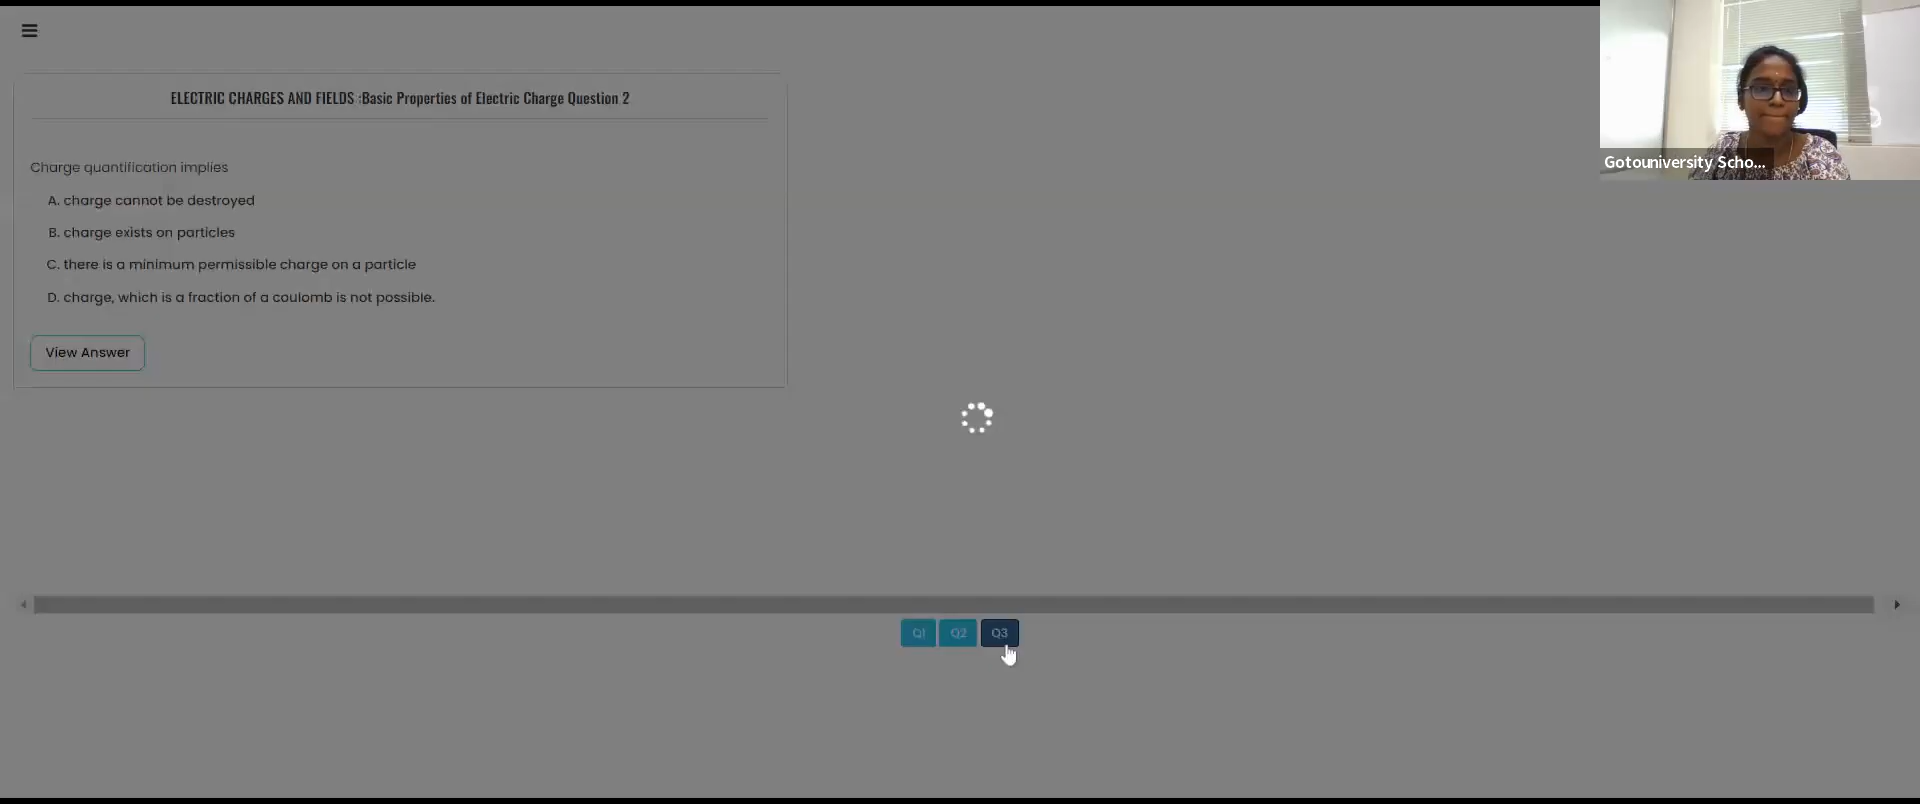 ELECTRIC CHARGES AND FIELDS :Basic Properties of Electric Charge Question 2
Gotouniversity Scho...
Charge quantification implies
A. charge cannot be destroyed
B. charge exists on particles
C. there is a minimum permissible charge on a particle
D. charge, which is a fraction of a coulomb is not possible.
View Answer
Q1 Q2 Q3